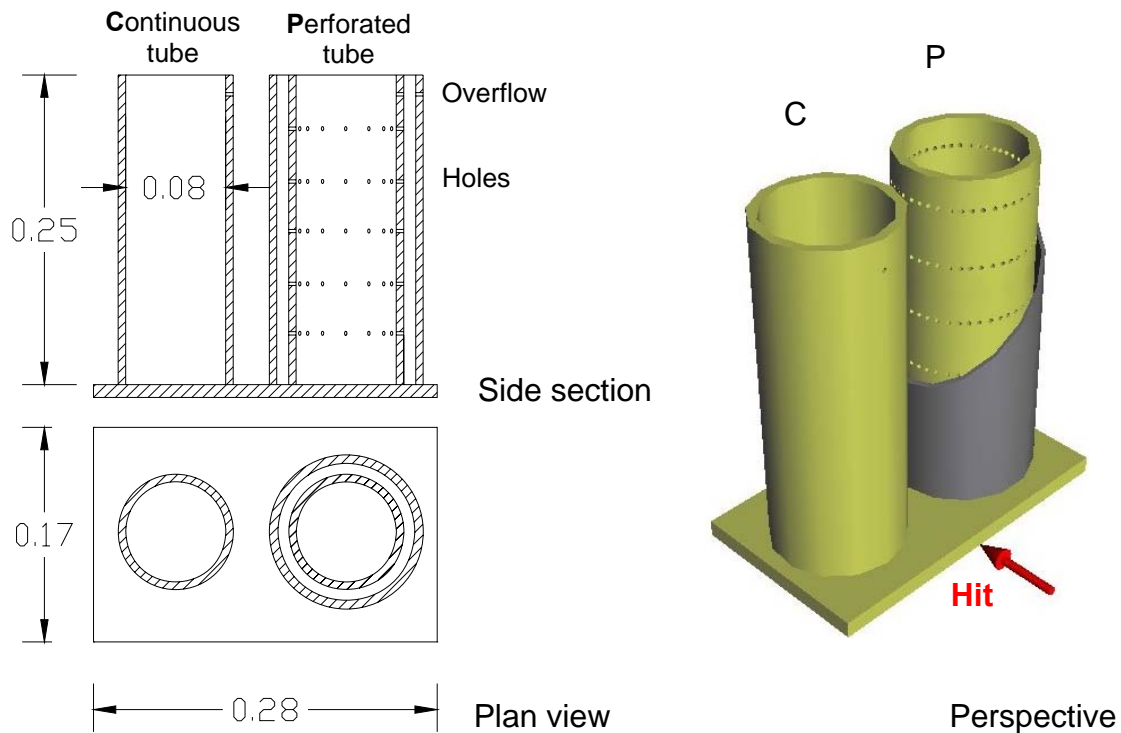 Continuous
tube
Perforated
tube
Overflow
Holes
0.08
0.25
Side section
0.17
0.28
Plan view
P
C
Hit
Perspective